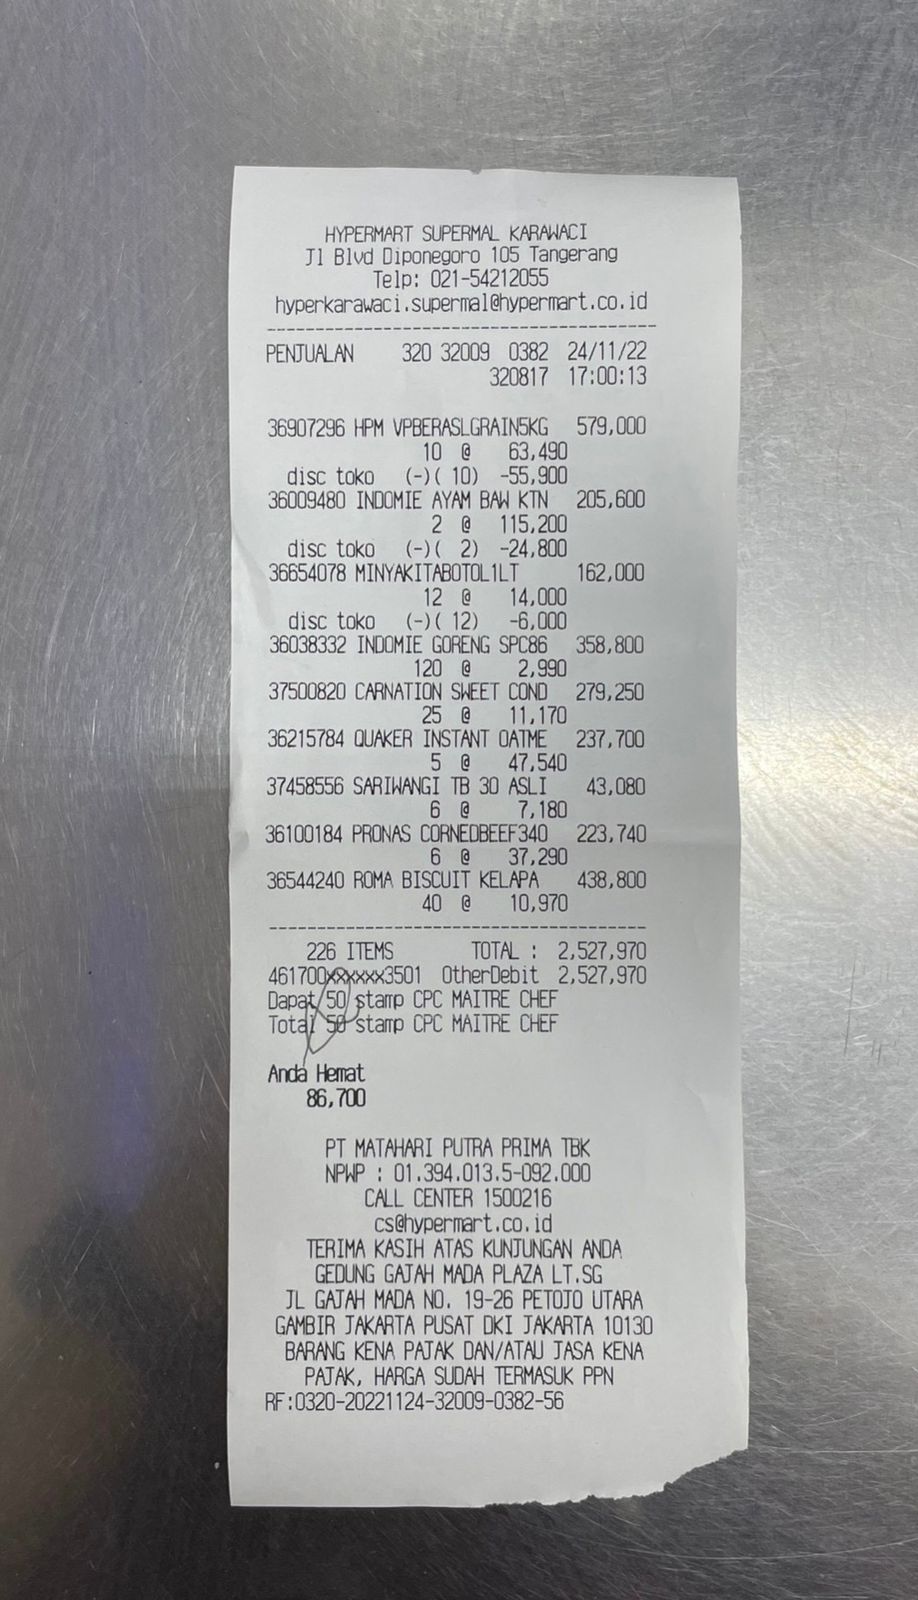 HYPERMART SUPERMAL KARAWACI
Jl Blvd Diponegoro 105 Tangerang
Telp: 021-54212055
hyperkarawaci.supermal@hypermart.co.id
----------------------------------------
PENJUALAN 320 32009 0382 24/11/22
320817 17:00:13
36907296 HPM VPBERASLGRAIN5KG 579,000
10 @ 63,490
disc toko (-)( 10) -55,900
36009480 INDOMIE AYAM BAW KTN 205,600
2 @ 115,200
disc toko (-)( 2) -24,800
36654078 MINYAKITABOTOL1LT 162,000
12 @ 14,000
disc toko (-)( 12) -6,000
36038332 INDOMIE GORENG SPC86 358,800
120 @ 2,990
37500820 CARNATION SWEET COND 279,250
25 @ 11,170
36215784 QUAKER INSTANT OATME 237,700
5 @ 47,540
37458556 SARIWANGI TB 30 ASLI 43,080
6 @ 7,180
36100184 PRONAS CORNEDBEEF340 223,740
6 @ 37,290
36544240 ROMA BISCUIT KELAPA 438,800
40 @ 10,970
----------------------------------------
226 ITEMS TOTAL : 2,527,970
461700xxxxxx3501 OtherDebit 2,527,970
Dapat 50 stamp CPC MAITRE CHEF
Total 50 stamp CPC MAITRE CHEF
Anda Hemat
86,700
PT MATAHARI PUTRA PRIMA TBK
NPWP : 01.394.013.5-092.000
CALL CENTER 1500216
cs@hypermart.co.id
TERIMA KASIH ATAS KUNJUNGAN ANDA
GEDUNG GAJAH MADA PLAZA LT.SG
JL GAJAH MADA NO. 19-26 PETOJO UTARA
GAMBIR JAKARTA PUSAT DKI JAKARTA 10130
BARANG KENA PAJAK DAN/ATAU JASA KENA
PAJAK, HARGA SUDAH TERMASUK PPN
RF:0320-20221124-32009-0382-56